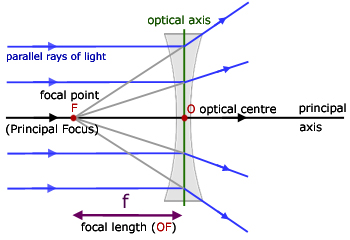 optical axis
parallel rays of light
focal point
F
O optical centre
principal
axis
(Principal Focus)
f
focal length (OF)